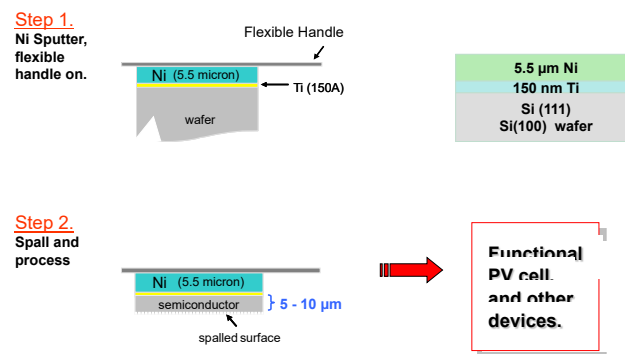 Step 1.
Ni Sputter,
flexible
handle on.
Flexible Handle
Ni (5.5 micron)
Ti (150A)
wafer
5.5 µm Ni
150 nm Ti
Si (111)
Si(100) wafer
Step 2.
Spall and
process
Ni (5.5 micron)
semiconductor
5 - 10 µm
spalled surface
Functional
PV cell,
and other
devices.